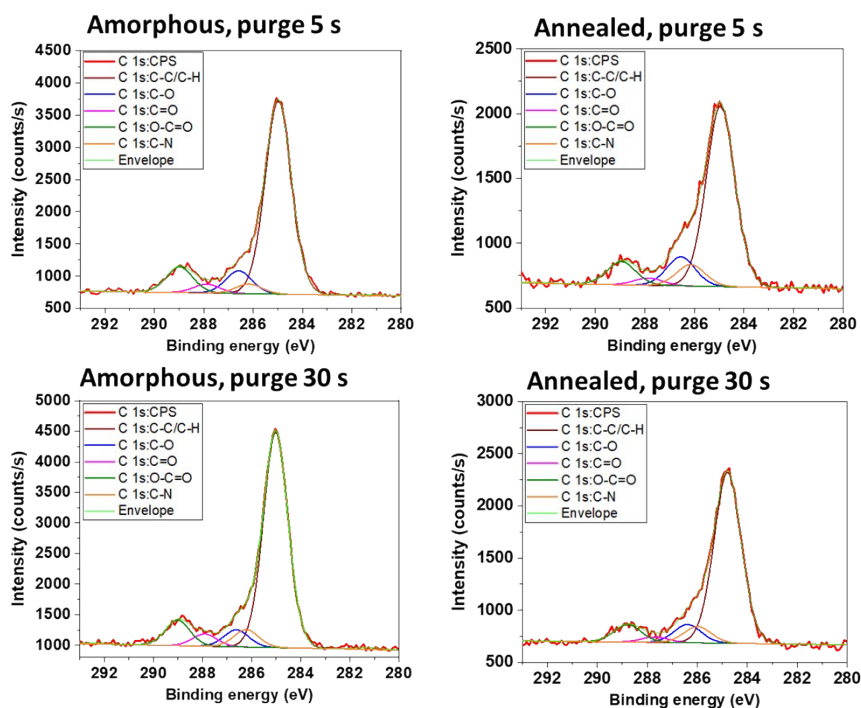 Amorphous, purge 5 s
4500
4000
3500
3000
2500
2000
1500
1000
500
Intensity (counts/s)
C 1s:CPS
C 1s:C-C/C-H
C 1s:C-O
C 1s:C=O
C 1s:O-C=O
C 1s:C-N
Envelope
292 290 288 286 284 282 280
Binding energy (eV)
Annealed, purge 5 s
2500
2000
1500
1000
500
Intensity (counts/s)
C 1s:CPS
C 1s:C-C/C-H
C 1s:C-O
C 1s:C=O
C 1s:O-C=O
C 1s:C-N
Envelope
292 290 288 286 284 282 280
Binding energy (eV)
Amorphous, purge 30 s
5000
4500
4000
3500
3000
2500
2000
1500
1000
Intensity (counts/s)
C 1s:CPS
C 1s:C-C/C-H
C 1s:C-O
C 1s:C=O
C 1s:O-C=O
C 1s:C-N
Envelope
292 290 288 286 284 282 280
Binding energy (eV)
Annealed, purge 30 s
3000
2500
2000
1500
1000
500
Intensity (counts/s)
C 1s:CPS
C 1s:C-C/C-H
C 1s:C-O
C 1s:C=O
C 1s:O-C=O
C 1s:C-N
Envelope
292 290 288 286 284 282 280
Binding energy (eV)